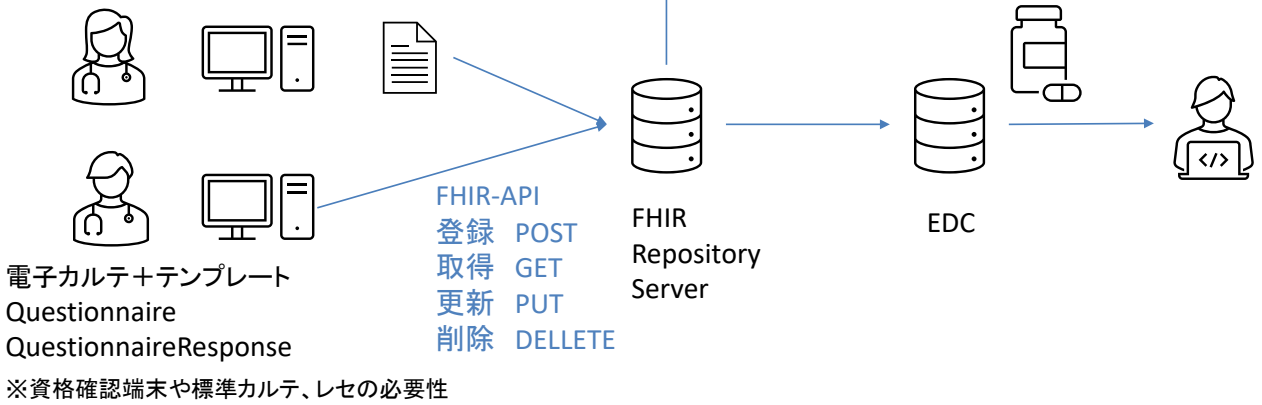 電子カルテ＋テンプレート
Questionnaire
QuestionnaireResponse
※資格確認端末や標準カルテ、レセの必要性
FHIR-API
登録 POST
取得 GET
更新 PUT
削除 DELLETE
FHIR
Repository
Server
EDC
</>